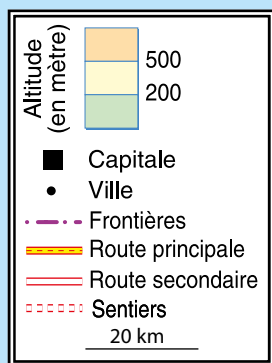 Altitude
(en mètre)
500
200
Capitale
Ville
Frontières
Route principale
Route secondaire
Sentiers
20 km